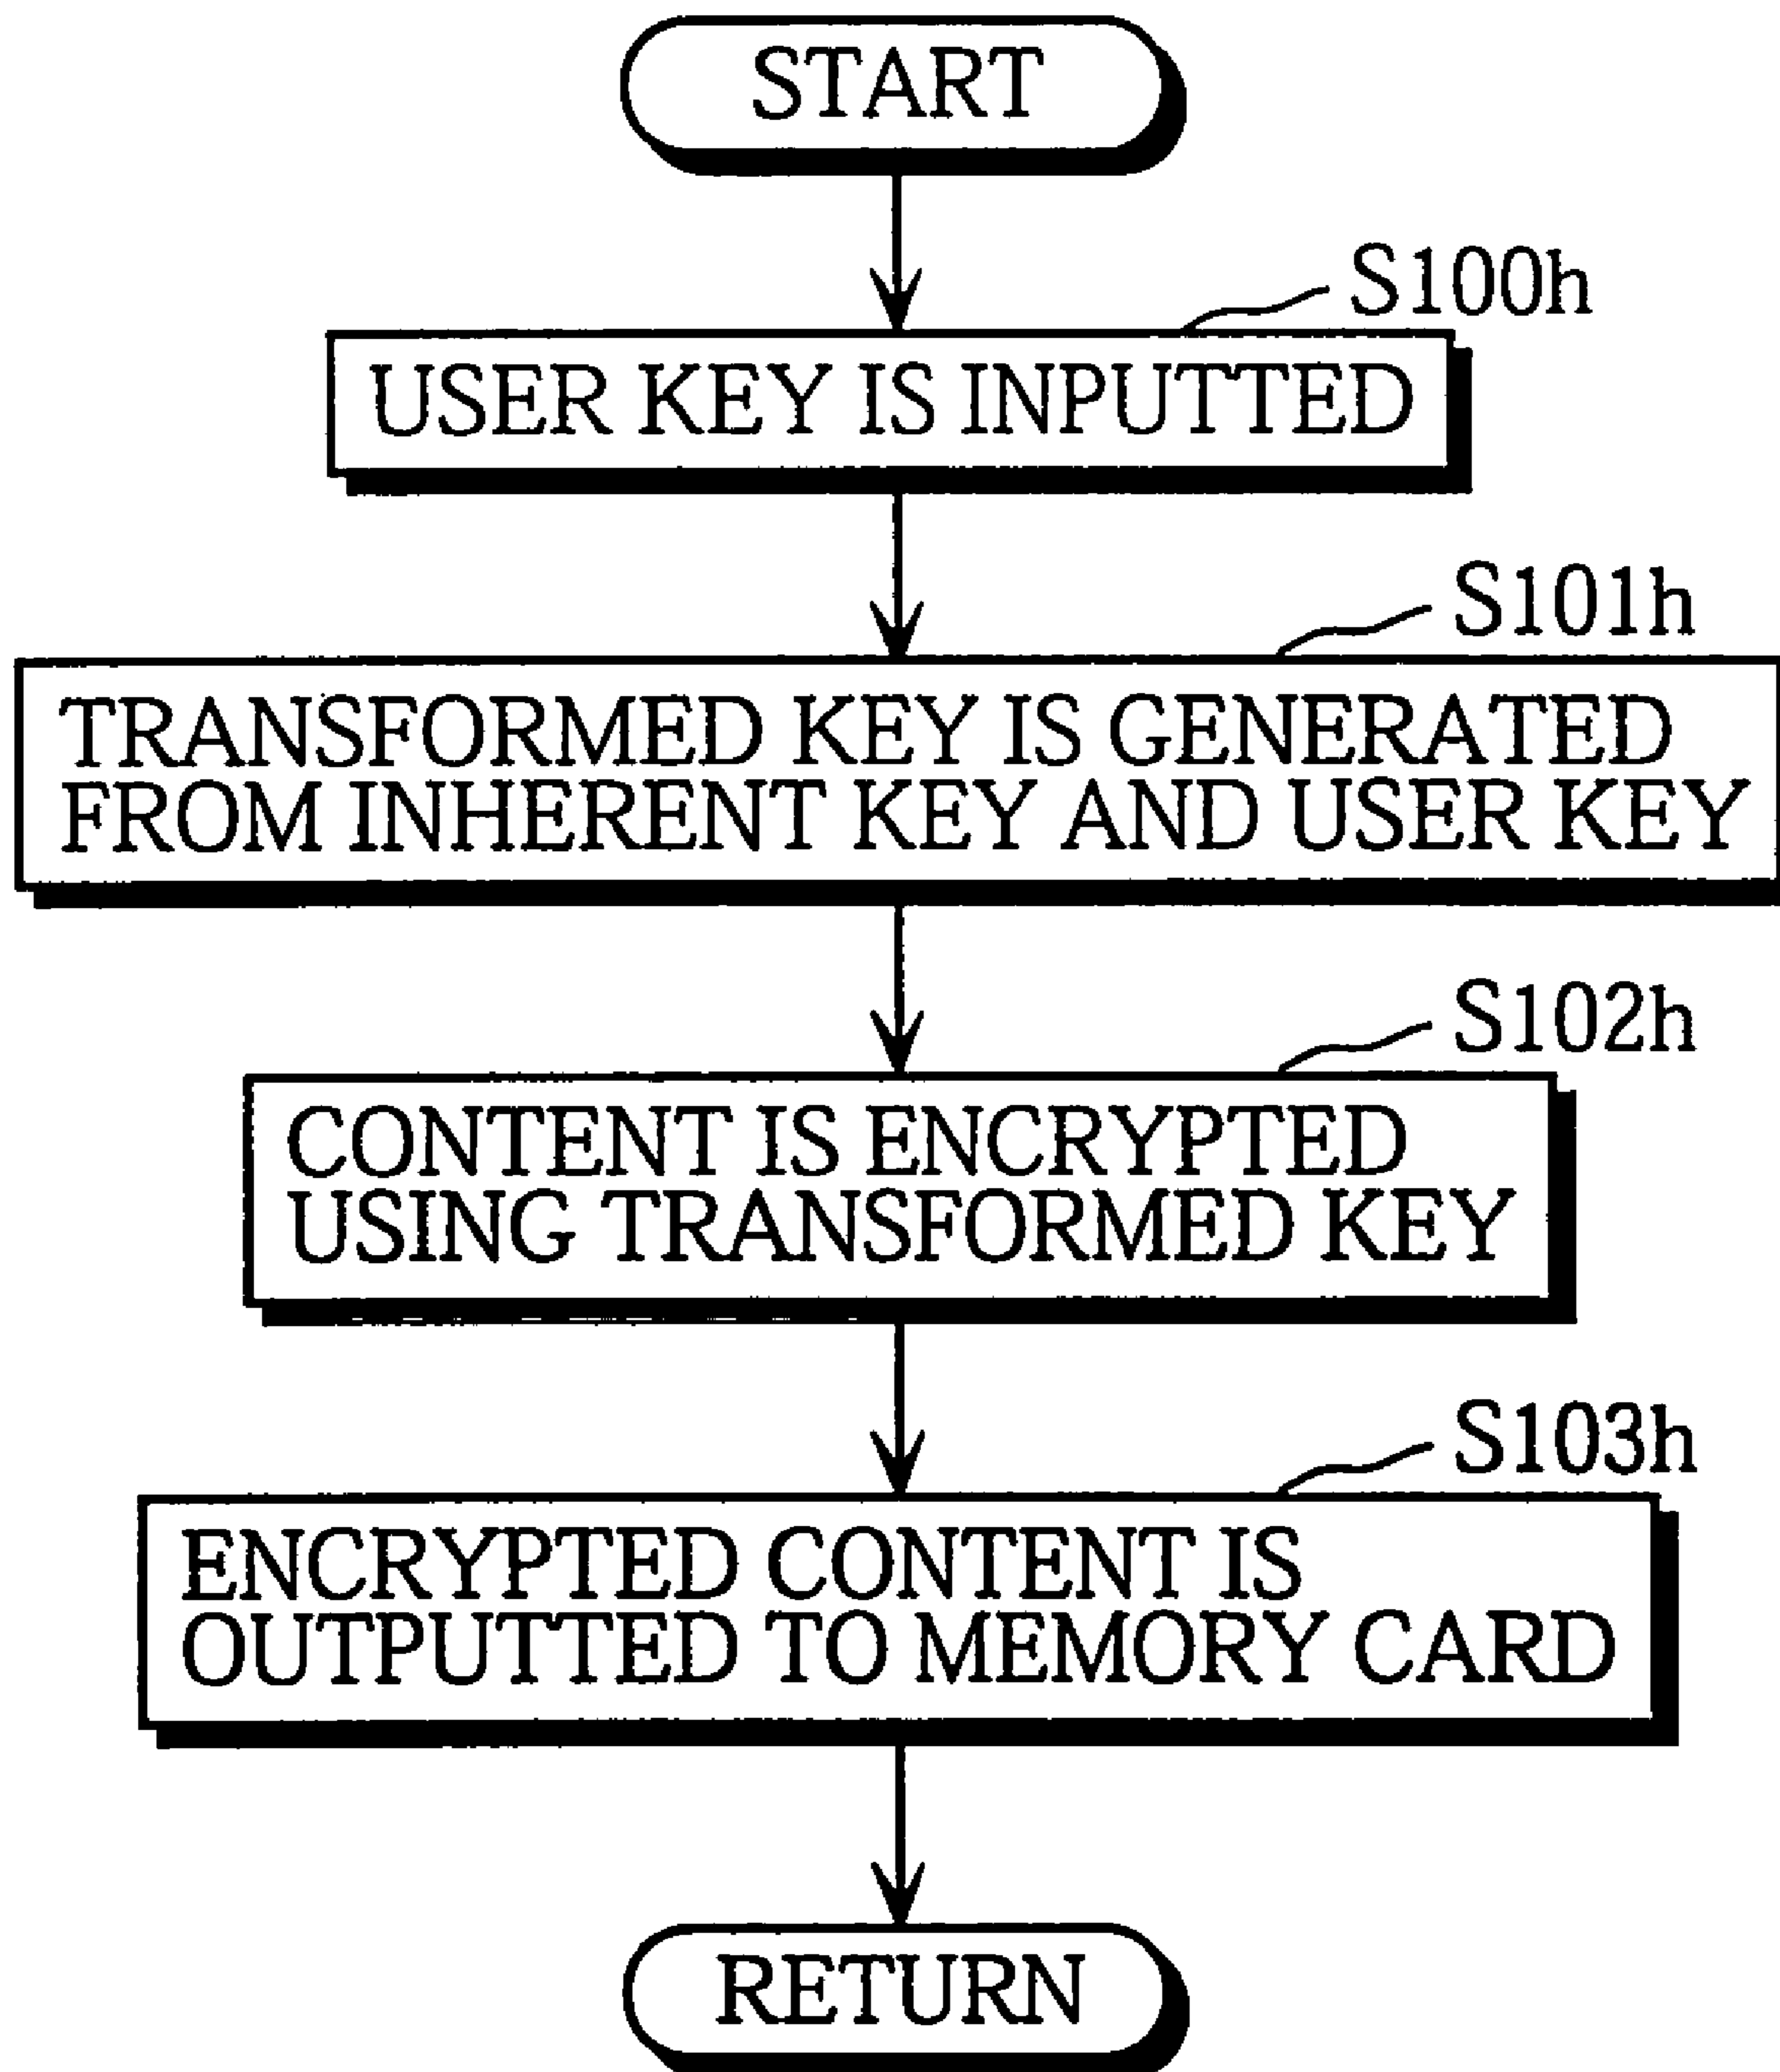 START
S100h
USER KEY IS INPUTTED
S101h
TRANSFORMED KEY IS GENERATED
FROM INHERENT KEY AND USER KEY
S102h
CONTENT IS ENCRYPTED
USING TRANSFORMED KEY
S103h
ENCRYPTED CONTENT IS
OUTPUTTED TO MEMORY CARD
RETURN